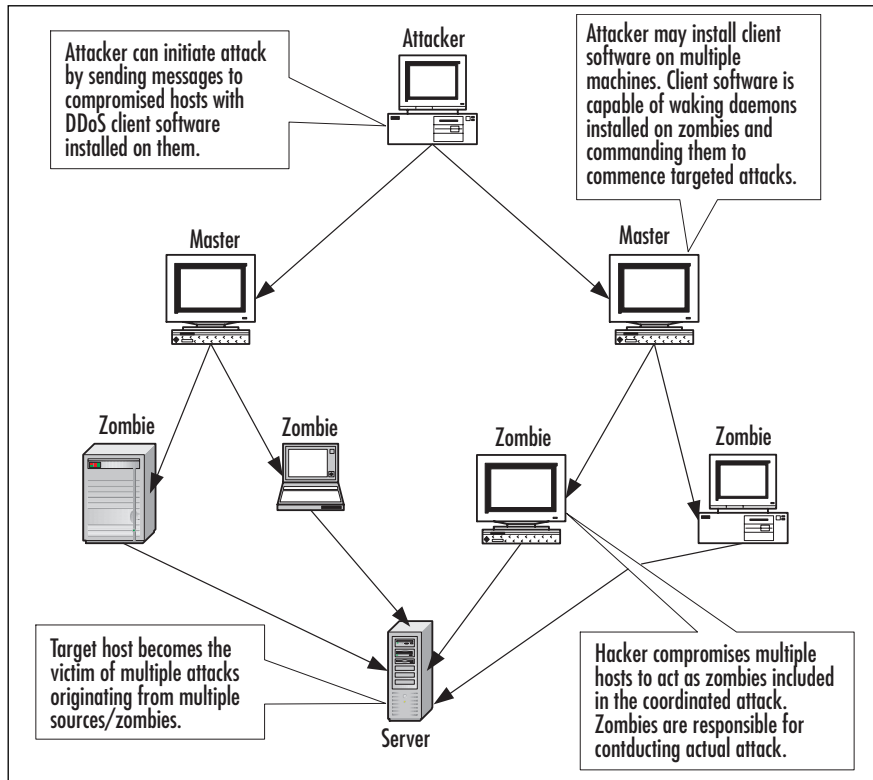 Attacker can initiate attack
by sending messages to
compromised hosts with
DDoS client software
installed on them.
Attacker
Attacker may install client
software on multiple
machines. Client software is
capable of waking daemons
installed on zombies and
commanding them to
commence targeted attacks.
Master
Master
Zombie
Zombie
Zombie
Zombie
Target host becomes the
victim of multiple attacks
originating from multiple
sources/zombies.
Server
Hacker compromises multiple
hosts to act as zombies included
in the coordinated attack.
Zombies are responsible for
contducting actual attack.